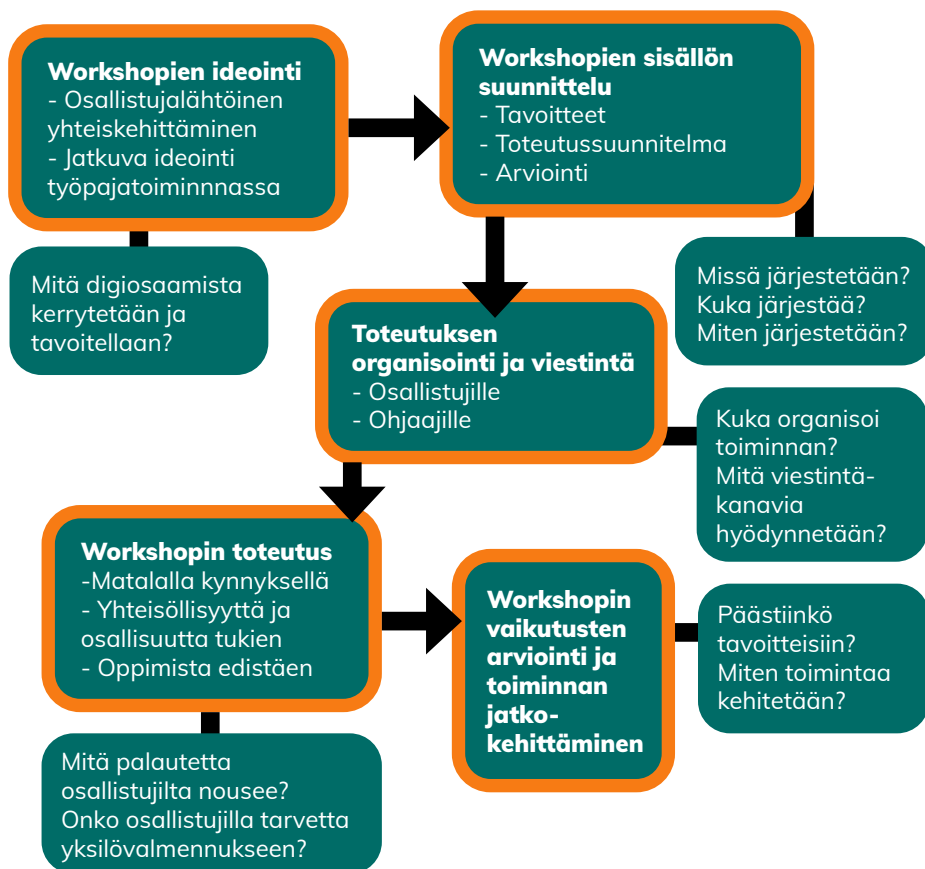 Workshopien ideointi
- Osallistujalähtöinen
yhteiskehittäminen
- Jatkuva ideointi
työpajatoiminnnassa
Workshopien sisällön
suunnittelu
- Tavoitteet
- Toteutussuunnitelma
- Arviointi
Mitä digiosaamista
kerrytetään ja
tavoitellaan?
Missä järjestetään?
Kuka järjestää?
Miten järjestetään?
Toteutuksen
organisointi ja viestintä
- Osallistujille
- Ohjaajille
Kuka organisoi
toiminnan?
Mitä viestintä-
kanavia
hyödynnetään?
Workshopin toteutus
-Matalalla kynnyksellä
- Yhteisöllisyyttä ja
osallisuutta tukien
- Oppimista edistäen
Workshopin
vaikutusten
arviointi ja
toiminnan
jatko-
kehittäminen
Päästiinkö
tavoitteisiin?
Miten toimintaa
kehitetään?
Mitä palautetta
osallistujilta nousee?
Onko osallistujilla tarvetta
yksilövalmennukseen?